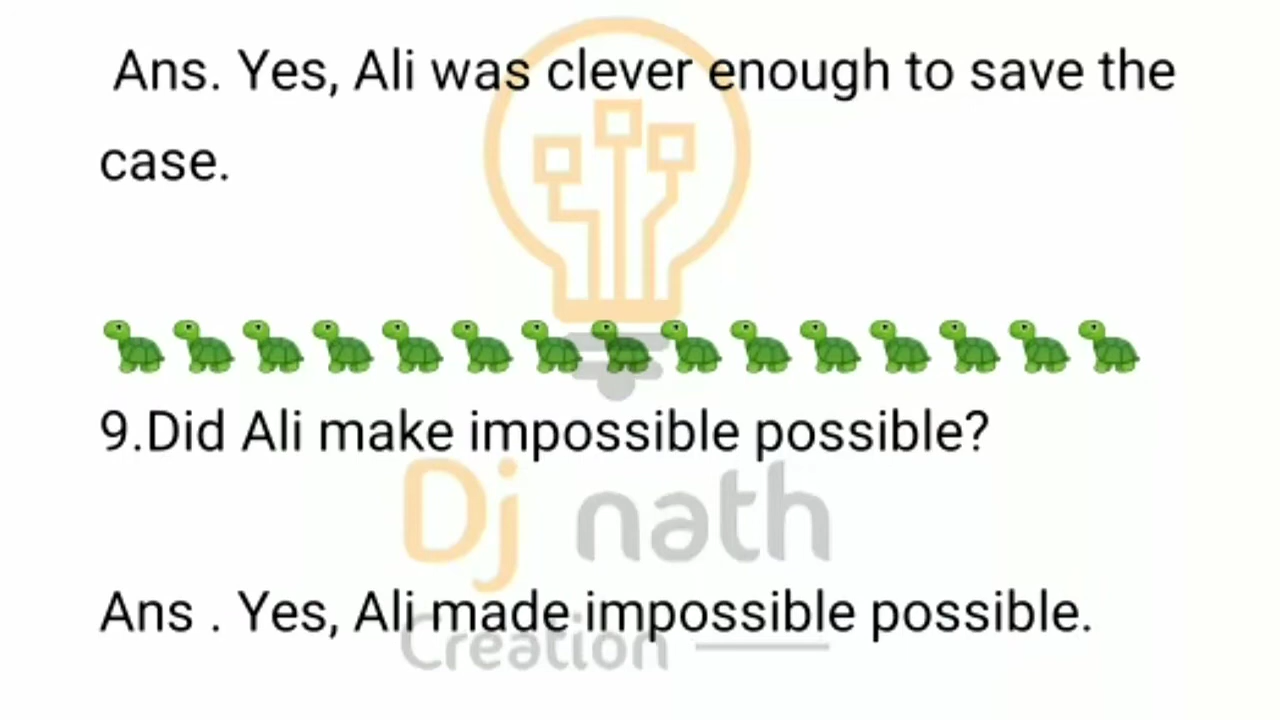 Ans. Yes, Ali was clever enough to save the
case.
9.Did Ali make impossible possible?
Dj nath
Ans . Yes, Ali made impossible possible.
Creation